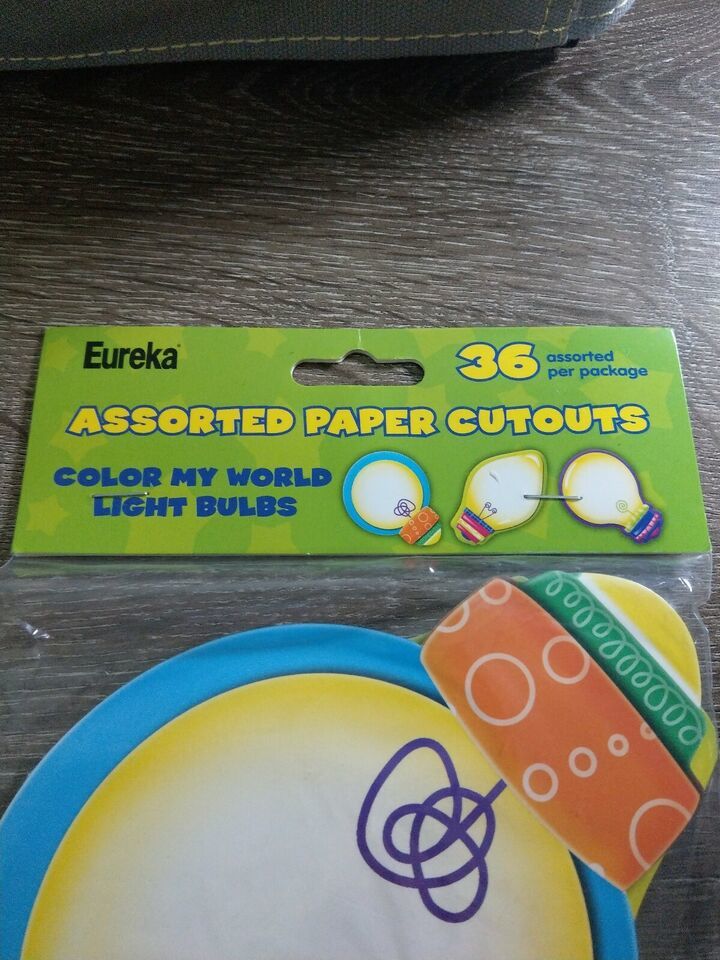 Eureka
36 assorted
per package
ASSORTED PAPER CUTOUTS
COLOR MY WORLD
LIGHT BULBS